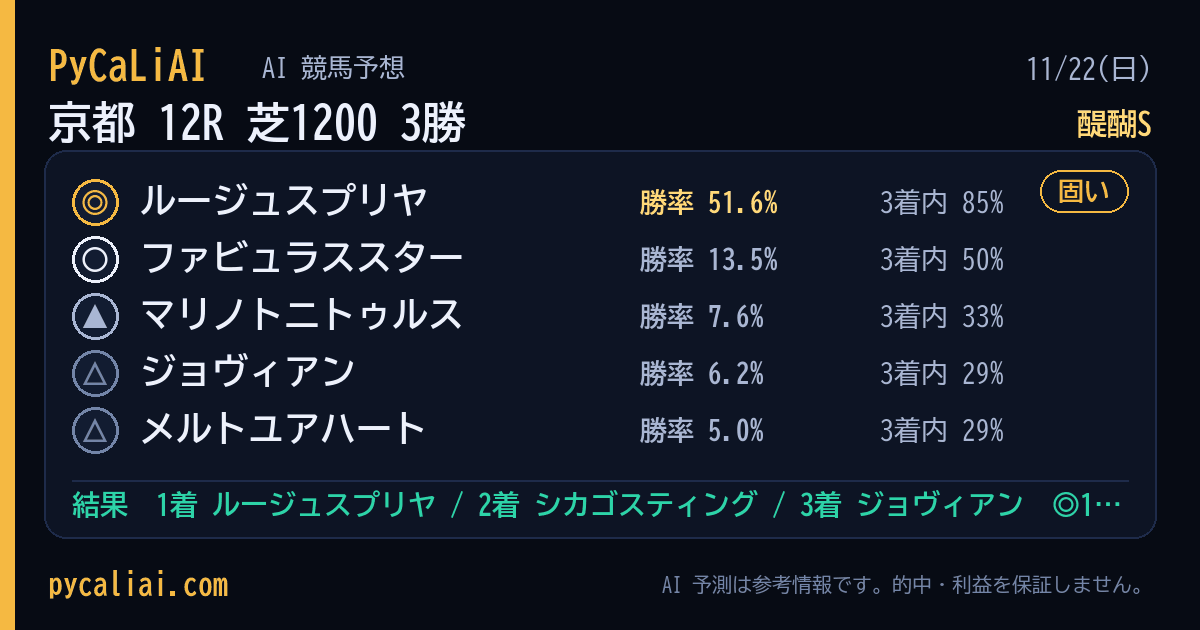 PyCaLiAI AI 競馬予想 11/22(日)
京都 12R 芝1200 3勝 醍醐S
固い
◎ ルージュスプリヤ 勝率 51.6% 3着内 85%
○ ファビュラススター 勝率 13.5% 3着内 50%
▲ マリノトニトゥルス 勝率 7.6% 3着内 33%
△ ジョヴィアン 勝率 6.2% 3着内 29%
△ メルトユアハート 勝率 5.0% 3着内 29%
結果 1着 ルージュスプリヤ / 2着 シカゴスティング / 3着 ジョヴィアン ◎1…
pycaliai.com AI 予測は参考情報です。的中・利益を保証しません。